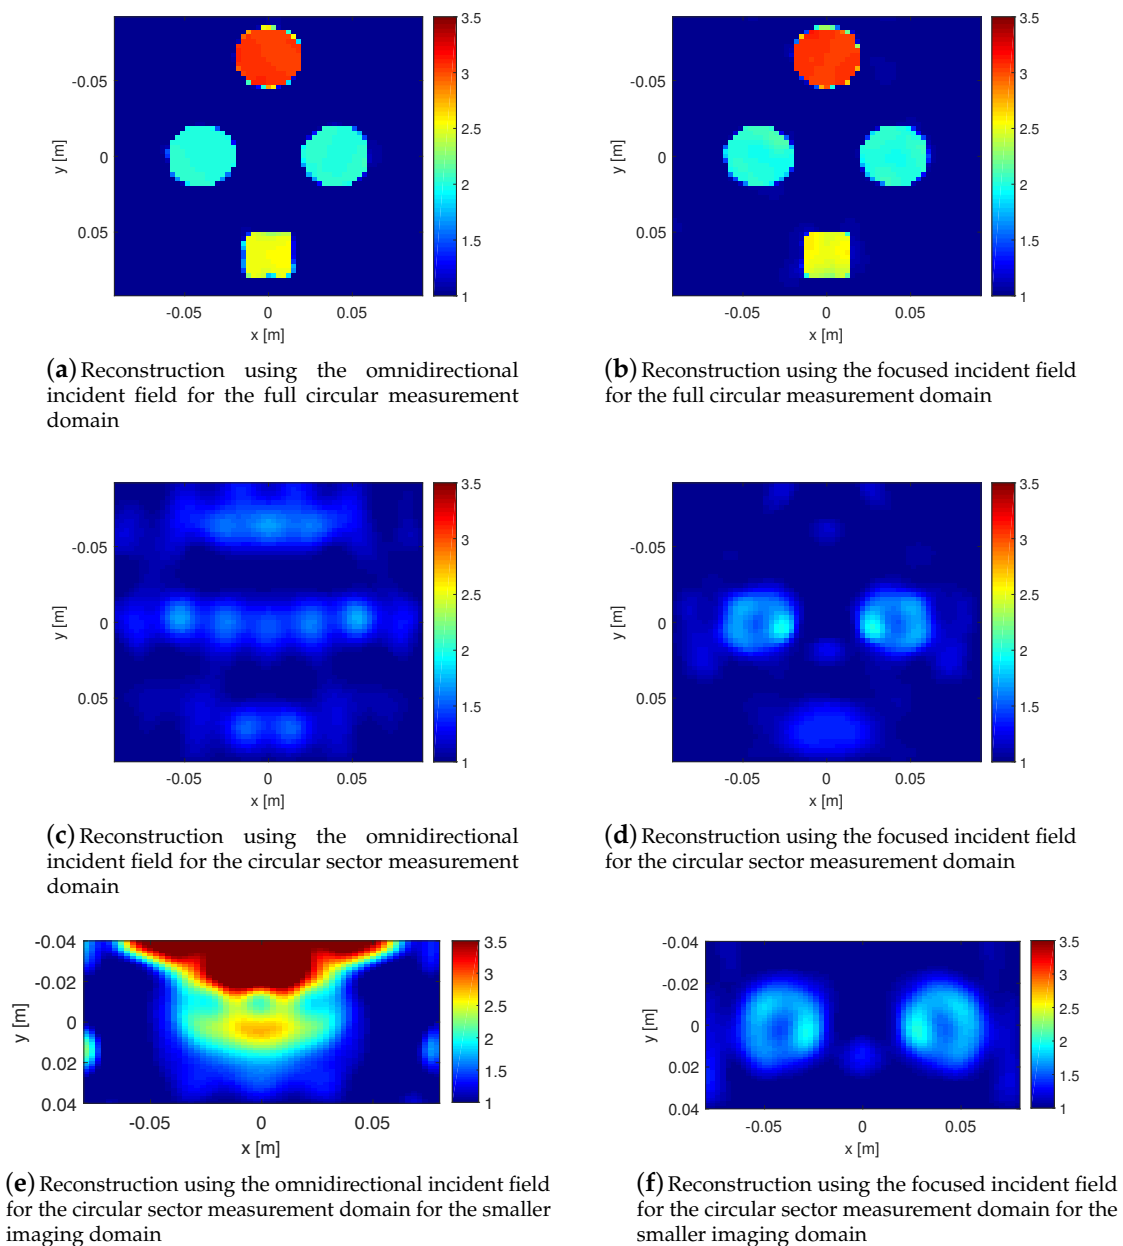 3.5
3
2.5
2
1.5
1
-0.05
0
0.05
y [m]
-0.05 0 0.05
x [m]
3.5
3
2.5
2
1.5
1
-0.05
0
0.05
y [m]
-0.05 0 0.05
x [m]
(a) Reconstruction using the omnidirectional
incident field for the full circular measurement
domain
(b) Reconstruction using the focused incident field
for the full circular measurement domain
3.5
3
2.5
2
1.5
1
-0.05
0
0.05
y [m]
-0.05 0 0.05
x [m]
3.5
3
2.5
2
1.5
1
-0.05
0
0.05
y [m]
-0.05 0 0.05
x [m]
(c) Reconstruction using the omnidirectional
incident field for the circular sector measurement
domain
(d) Reconstruction using the focused incident field
for the circular sector measurement domain
-0.04
-0.02
0
0.02
0.04
y [m]
-0.05 0 0.05
x [m]
3.5
3
2.5
2
1.5
1
-0.04
-0.02
0
0.02
0.04
y [m]
-0.05 0 0.05
x [m]
3.5
3
2.5
2
1.5
1
(e) Reconstruction using the omnidirectional incident field
for the circular sector measurement domain for the smaller
imaging domain
(f) Reconstruction using the focused incident field
for the circular sector measurement domain for the
smaller imaging domain